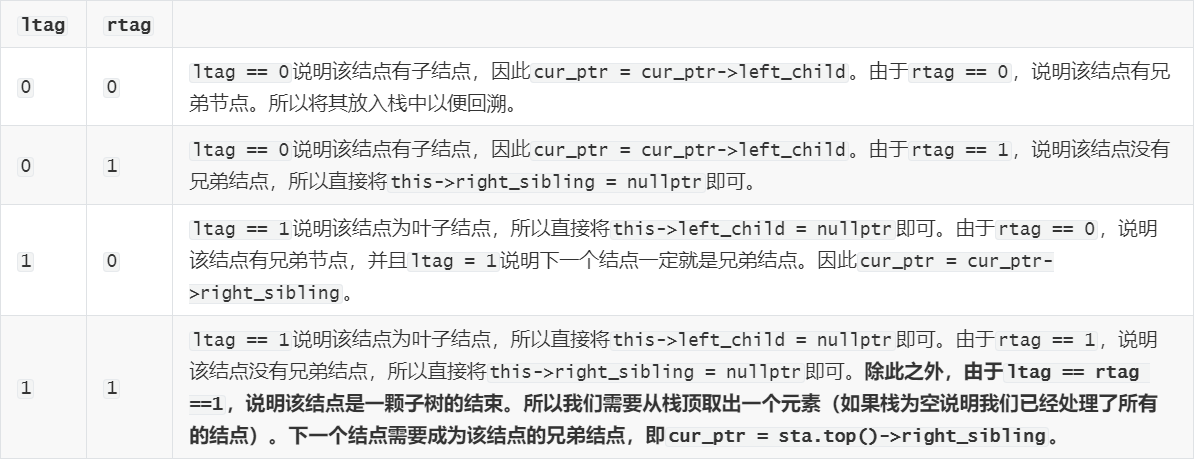 ltag rtag
0 0 ltag == 0说明该结点有子结点，因此cur_ptr = cur_ptr->left_child。由于rtag == 0，说明该结点有兄
弟节点。所以将其放入栈中以便回溯。
0 1 ltag == 0说明该结点有子结点，因此cur_ptr = cur_ptr->left_child。由于rtag == 1，说明该结点没有
兄弟结点，所以直接将this->right_sibling = nullptr即可。
ltag == 1说明该结点为叶子结点，所以直接将this->left_child = nullptr即可。由于rtag == 0，说明
1 0 该结点有兄弟节点，并且ltag = 1说明下一个结点一定就是兄弟结点。因此cur_ptr = cur_ptr-
>right_sibling。
ltag == 1说明该结点为叶子结点，所以直接将this->left_child = nullptr即可。由于rtag == 1，说明
该结点没有兄弟结点，所以直接将this->right_sibling = nullptr即可。除此之外，由于ltag == rtag
1 1 ==1，说明该结点是一颗子树的结束。所以我们需要从栈顶取出一个元素（如果栈为空说明我们已经处理了所有
的结点）。下一个结点需要成为该结点的兄弟结点，即cur_ptr = sta.top()->right_sibling。